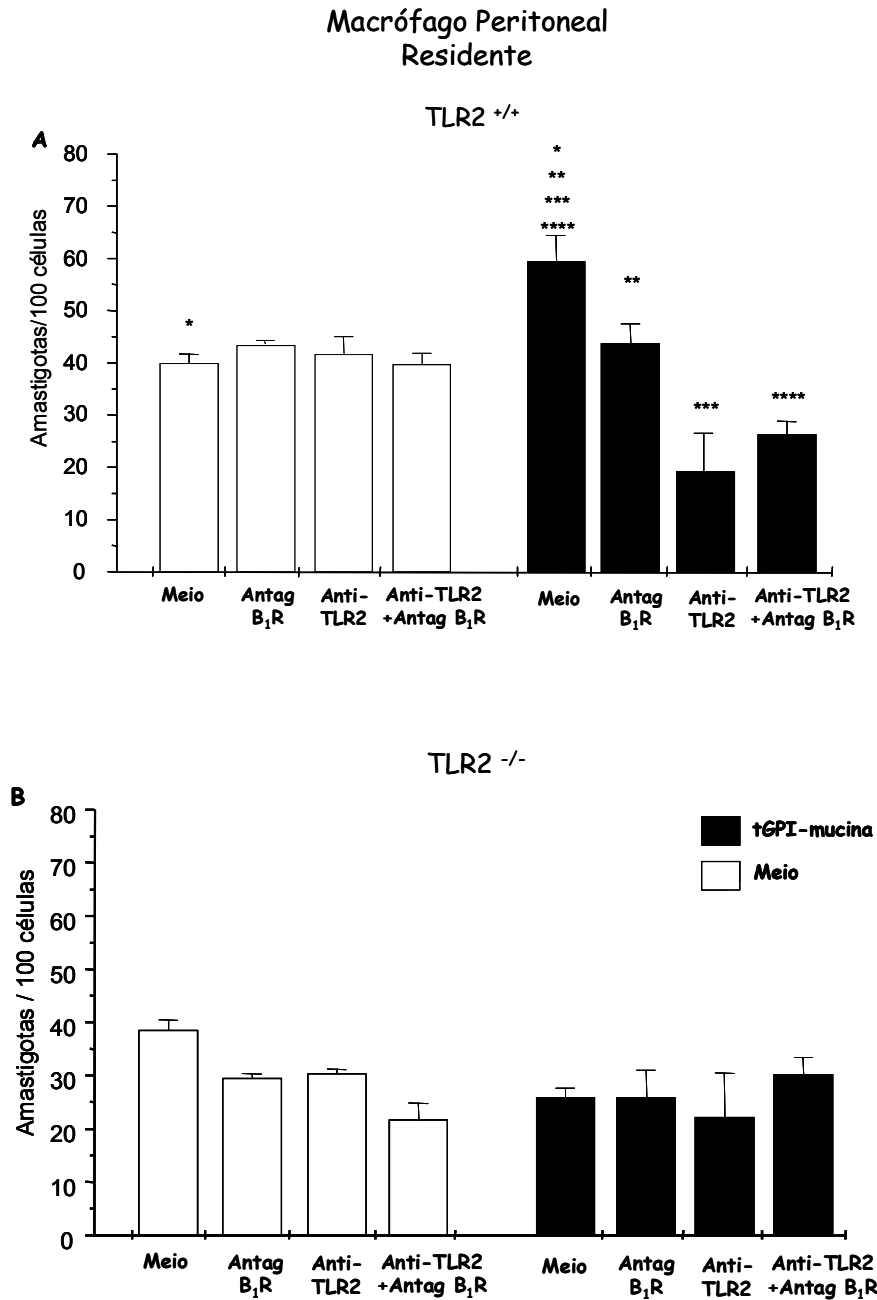 Macrófago Peritoneal
Residente
TLR2 +/+
A
Amastigotas/100 células
80
70
60
50
40
30
20
10
0
*
*
**
***
****
**
***
****
Meio
Antag
B1R
Anti-
TLR2
Anti-TLR2
+Antag B1R
Meio
Antag
B1R
Anti-
TLR2
Anti-TLR2
+Antag B1R
TLR2 -/-
B
Amastigotas / 100 células
80
70
60
50
40
30
20
10
0
tGPI-mucina
Meio
Meio
Antag
B1R
Anti-
TLR2
Anti-TLR2
+Antag B1R
Meio
Antag
B1R
Anti-
TLR2
Anti-TLR2
+Antag B1R